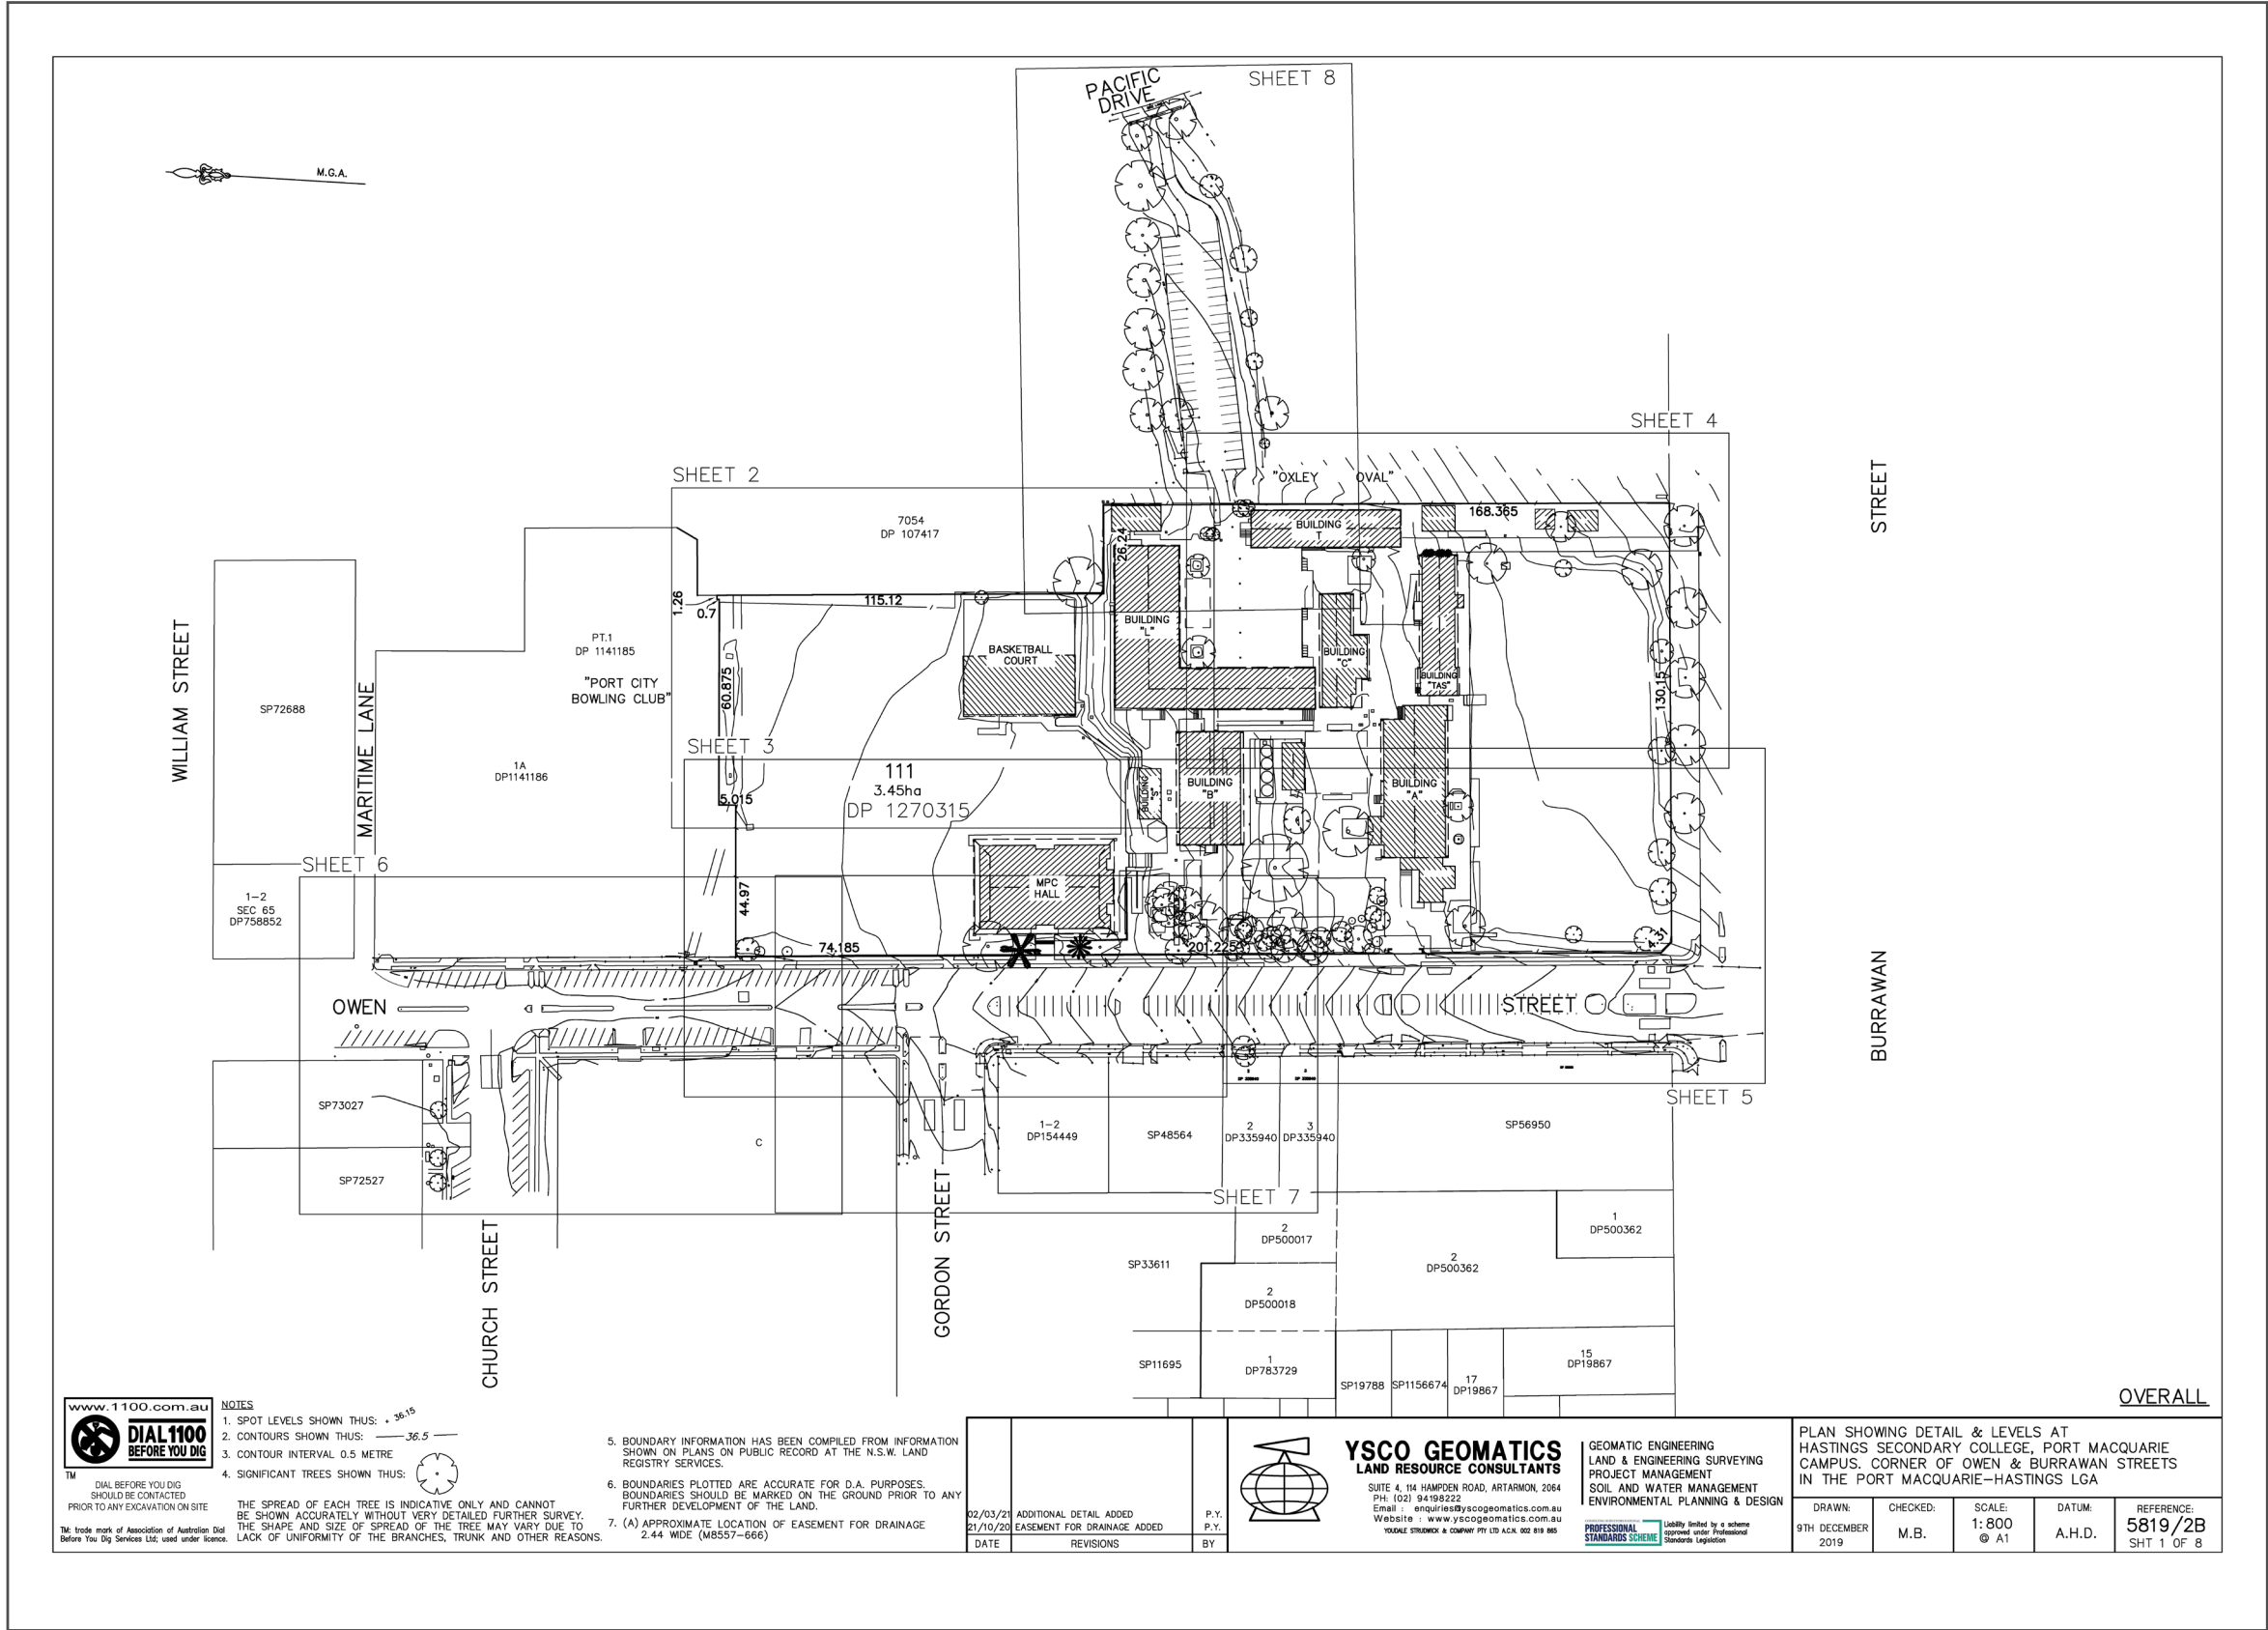 PACIFIC
DRIVE
SHEET 8
M.G.A.
SHEET 4
STREET
SHEET 2
"OXLEY OVAL"
7054
DP 107417
BUILDING
T
168.365
26.24
1.26
0.7
115.12
WILLIAM STREET
PT.1
DP 1141185
"PORT CITY
BOWLING CLUB"
60.875
BASKETBALL
COURT
BUILDING
"L"
BUILDING
"C"
BUILDING
"TAS"
130.15
SP72688
MARITIME LANE
1A
DP1141186
SHEET 3
5.015
111
3.45ha
DP 1270315
BUILDING
"S"
BUILDING
"B"
BUILDING
"A"
SHEET 6
1-2
SEC 65
DP758852
44.97
MPC
HALL
74.185
201.225
4.31
BURRAWAN
OWEN
STREET
SHEET 5
SP73027
SP72527
C
1-2
DP154449
SP48564
2
DP335940
3
DP335940
SP56950
SHEET 7
CHURCH STREET
GORDON STREET
2
DP500017
1
DP500362
SP33611
2
DP500362
2
DP500018
SP11695
1
DP783729
SP19788
SP1156674
17
DP19867
15
DP19867
OVERALL
www.1100.com.au
DIAL1100
BEFORE YOU DIG
TM
DIAL BEFORE YOU DIG
SHOULD BE CONTACTED
PRIOR TO ANY EXCAVATION ON SITE
TM: trade mark of Association of Australian Dial
Before You Dig Services Ltd; used under licence.
NOTES
1. SPOT LEVELS SHOWN THUS: + 36.15
2. CONTOURS SHOWN THUS: 36.5
3. CONTOUR INTERVAL 0.5 METRE
4. SIGNIFICANT TREES SHOWN THUS:
THE SPREAD OF EACH TREE IS INDICATIVE ONLY AND CANNOT
BE SHOWN ACCURATELY WITHOUT VERY DETAILED FURTHER SURVEY.
THE SHAPE AND SIZE OF SPREAD OF THE TREE MAY VARY DUE TO
LACK OF UNIFORMITY OF THE BRANCHES, TRUNK AND OTHER REASONS.
5. BOUNDARY INFORMATION HAS BEEN COMPILED FROM INFORMATION
SHOWN ON PLANS ON PUBLIC RECORD AT THE N.S.W. LAND
REGISTRY SERVICES.
6. BOUNDARIES PLOTTED ARE ACCURATE FOR D.A. PURPOSES.
BOUNDARIES SHOULD BE MARKED ON THE GROUND PRIOR TO ANY
FURTHER DEVELOPMENT OF THE LAND.
7. (A) APPROXIMATE LOCATION OF EASEMENT FOR DRAINAGE
2.44 WIDE (M8557-666)
02/03/21 ADDITIONAL DETAIL ADDED P.Y.
21/10/20 EASEMENT FOR DRAINAGE ADDED P.Y.
DATE REVISIONS BY
YSCO GEOMATICS
LAND RESOURCE CONSULTANTS
SUITE 4, 114 HAMPDEN ROAD, ARTARMON, 2064
PH: (02) 94198222
Email : enquiries@yscogeomatics.com.au
Website : www.yscogeomatics.com.au
YOUDALE STRUDWICK & COMPANY PTY LTD A.C.N. 002 819 865
GEOMATIC ENGINEERING
LAND & ENGINEERING SURVEYING
PROJECT MANAGEMENT
SOIL AND WATER MANAGEMENT
ENVIRONMENTAL PLANNING & DESIGN
PROFESSIONAL
STANDARDS SCHEME
Liability limited by a scheme
approved under Professional
Standards Legislation
PLAN SHOWING DETAIL & LEVELS AT
HASTINGS SECONDARY COLLEGE, PORT MACQUARIE
CAMPUS. CORNER OF OWEN & BURRAWAN STREETS
IN THE PORT MACQUARIE-HASTINGS LGA
DRAWN:
9TH DECEMBER
2019
CHECKED:
M.B.
SCALE:
1:800
@ A1
DATUM:
A.H.D.
REFERENCE:
5819/2B
SHT 1 OF 8